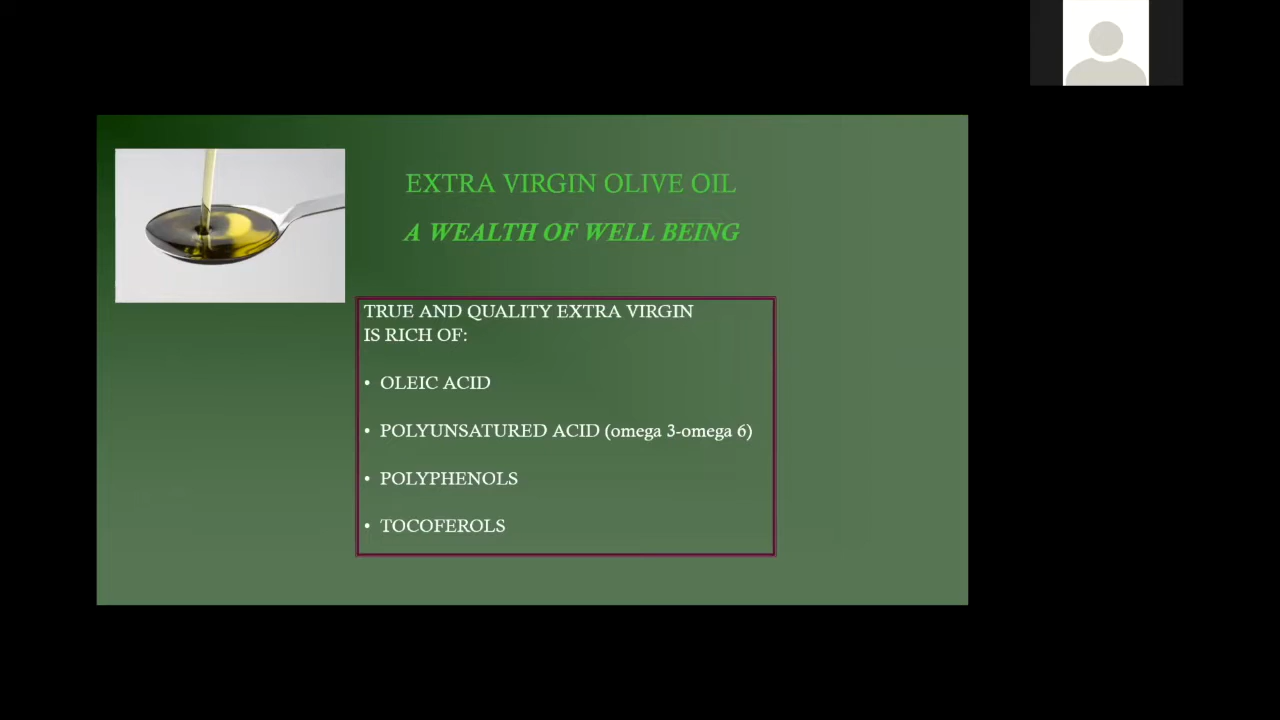 EXTRA VIRGIN OLIVE OIL
A WEALTH OF WELL BEING
TRUE AND QUALITY EXTRA VIRGIN
IS RICH OF:
• OLEIC ACID
• POLYUNSATURED ACID (omega 3-omega 6)
• POLYPHENOLS
• TOCOFEROLS